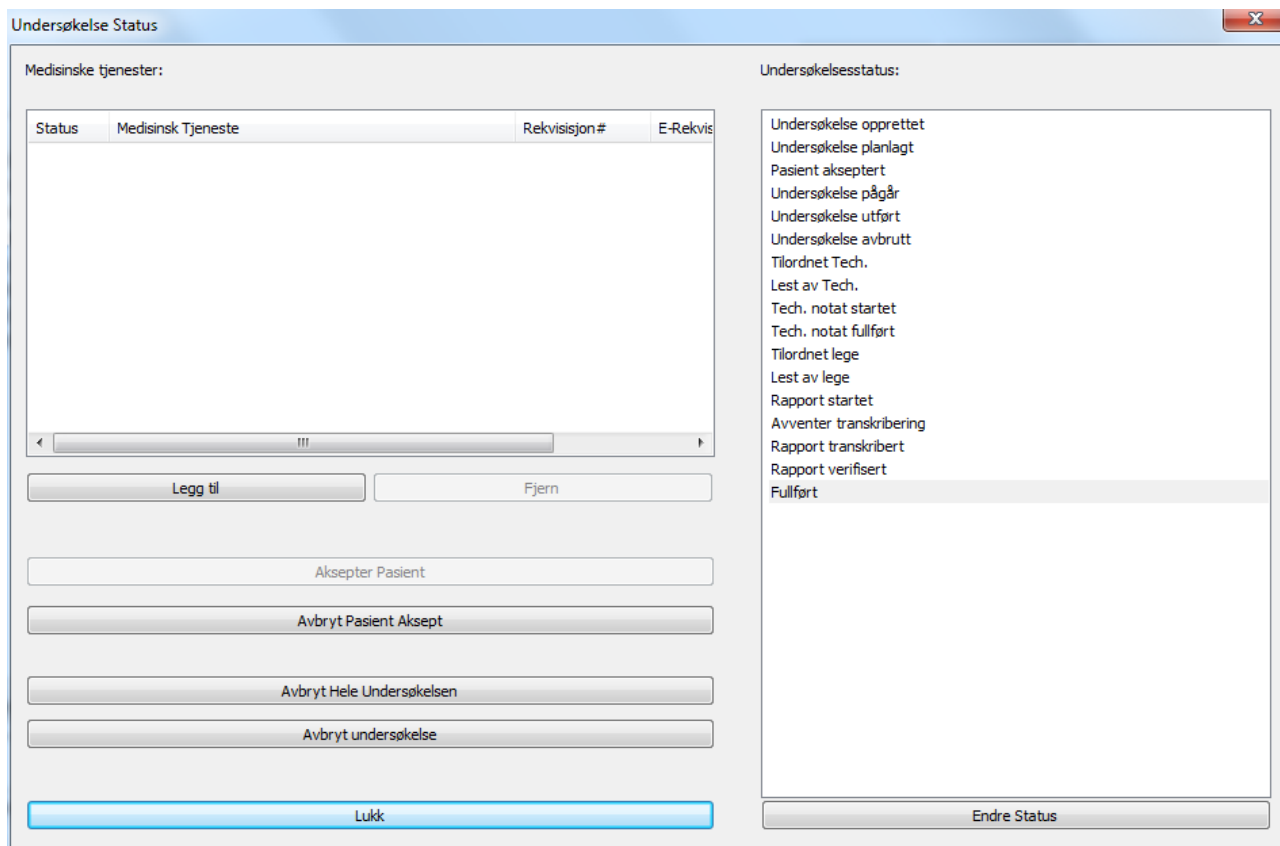 Undersøkelse Status
Medisinske tjenester:
Status Medisinsk Tjeneste Rekvisjon# E-Rekvis
Legg til Fjern
Aksepter Pasient
Avbryt Pasient Aksept
Avbryt Hele Undersøkelsen
Avbryt undersøkelse
Lukk
Undersøkelsesstatus:
Undersøkelse opprettet
Undersøkelse planlagt
Pasient akseptert
Undersøkelse pågår
Undersøkelse utført
Undersøkelse avbrutt
Tilordnet Tech.
Lest av Tech.
Tech. notat startet
Tech. notat fullført
Tilordnet lege
Lest av lege
Rapport startet
Avventer transkribering
Rapport transkribert
Rapport verifisert
Fullført
Endre Status